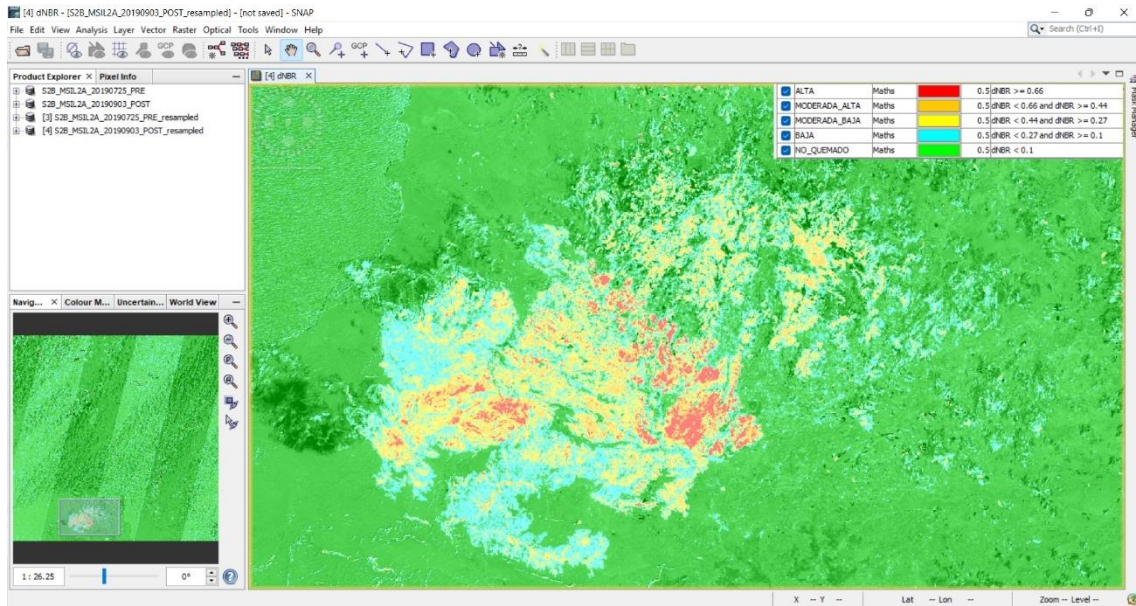 [4] dNBR - [S2B_MSIL2A_20190903_POST_resampled] - [not saved] - SNAP
File Edit View Analysis Layer Vector Raster Optical Tools Window Help
Search (Ctrl+I)
GCP GCP
Product Explorer Pixel Info
[4] dNBR
S2B_MSIL2A_20190725_PRE
S2B_MSIL2A_20190903_POST
[3] S2B_MSIL2A_20190725_PRE_resampled
[4] S2B_MSIL2A_20190903_POST_resampled
ALTA Maths 0.5 dNBR >= 0.66
MODERADA_ALTA Maths 0.5 dNBR < 0.66 and dNBR >= 0.44
MODERADA_BAJA Maths 0.5 dNBR < 0.44 and dNBR >= 0.27
BAJA Maths 0.5 dNBR < 0.27 and dNBR >= 0.1
NO_QUEMADO Maths 0.5 dNBR < 0.1
Mask Manager
Navig... Colour M... Uncertain... World View
1 : 26.25 0°
X -- Y -- Lat -- Lon -- Zoom -- Level --